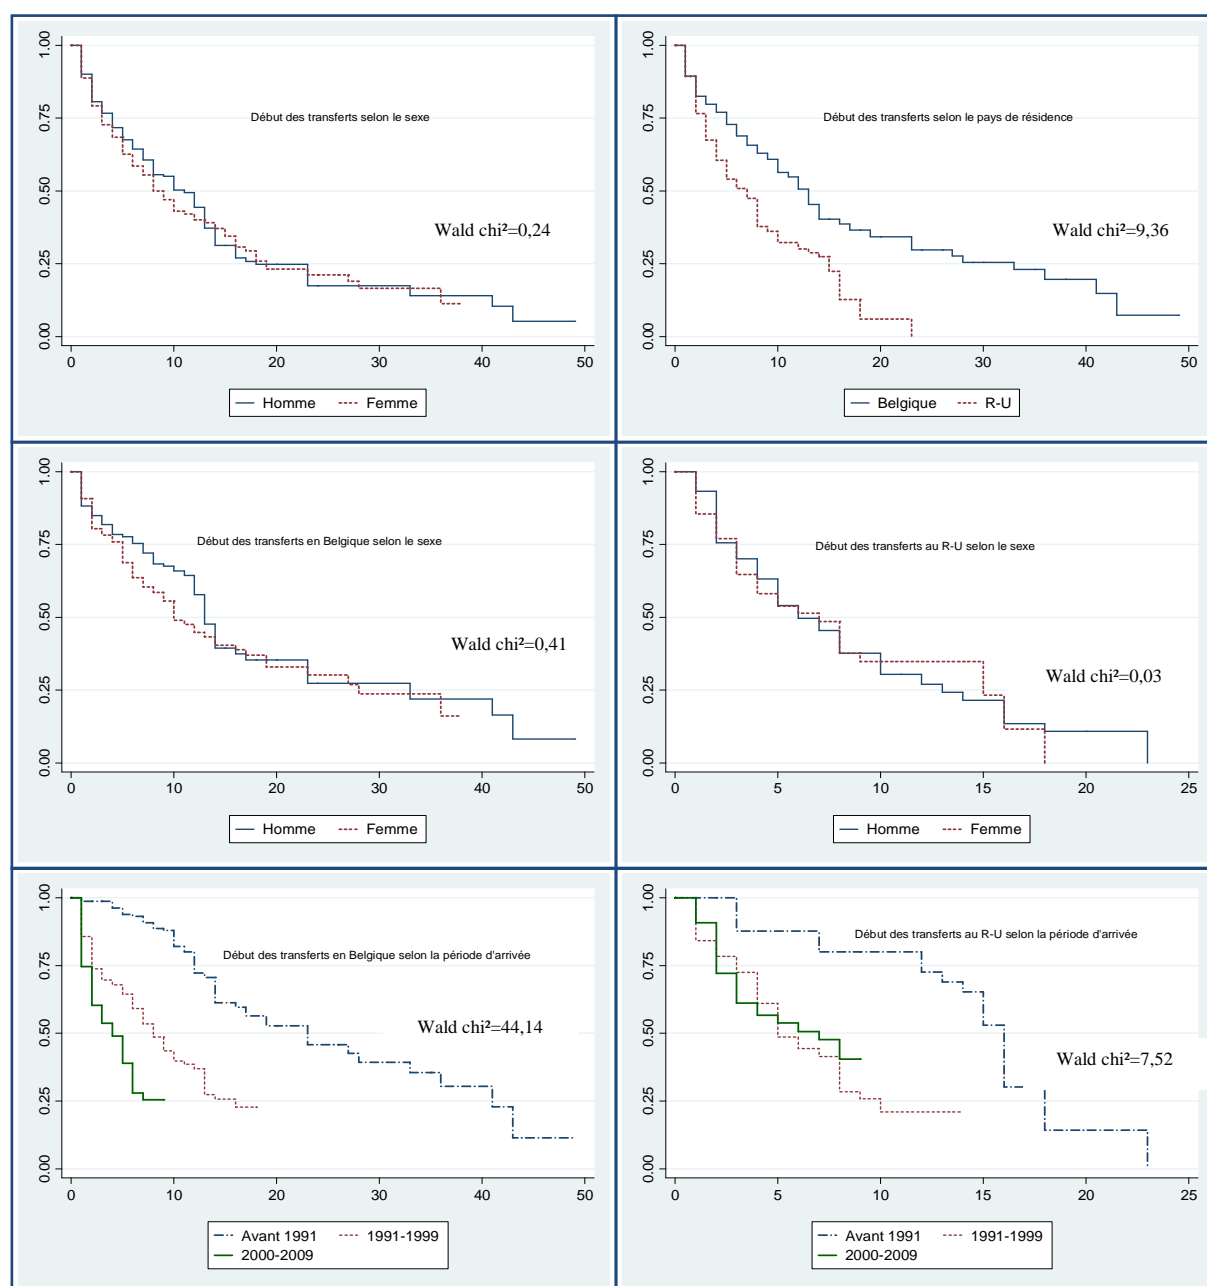 1.00
0.75
0.50
0.25
0.00
Début des transferts selon le sexe
Wald chi²=0,24
0 10 20 30 40 50
Homme Femme
1.00
0.75
0.50
0.25
0.00
Début des transferts selon le pays de résidence
Wald chi²=9,36
0 10 20 30 40 50
Belgique R-U
1.00
0.75
0.50
0.25
0.00
Début des transferts en Belgique selon le sexe
Wald chi²=0,41
0 10 20 30 40 50
Homme Femme
1.00
0.75
0.50
0.25
0.00
Début des transferts au R-U selon le sexe
Wald chi²=0,03
0 5 10 15 20 25
Homme Femme
1.00
0.75
0.50
0.25
0.00
Début des transferts en Belgique selon la période d'arrivée
Wald chi²=44,14
0 10 20 30 40 50
Avant 1991 1991-1999
2000-2009
1.00
0.75
0.50
0.25
0.00
Début des transferts au R-U selon la période d'arrivée
Wald chi²=7,52
0 5 10 15 20 25
Avant 1991 1991-1999
2000-2009